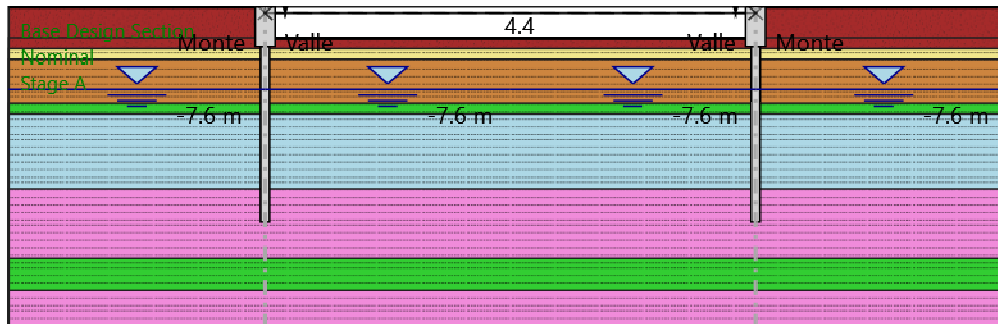 4.4
Base Design Section
Monte Valle Valle Monte
Nominal
Stage A
-7.6 m -7.6 m -7.6 m -7.6 m